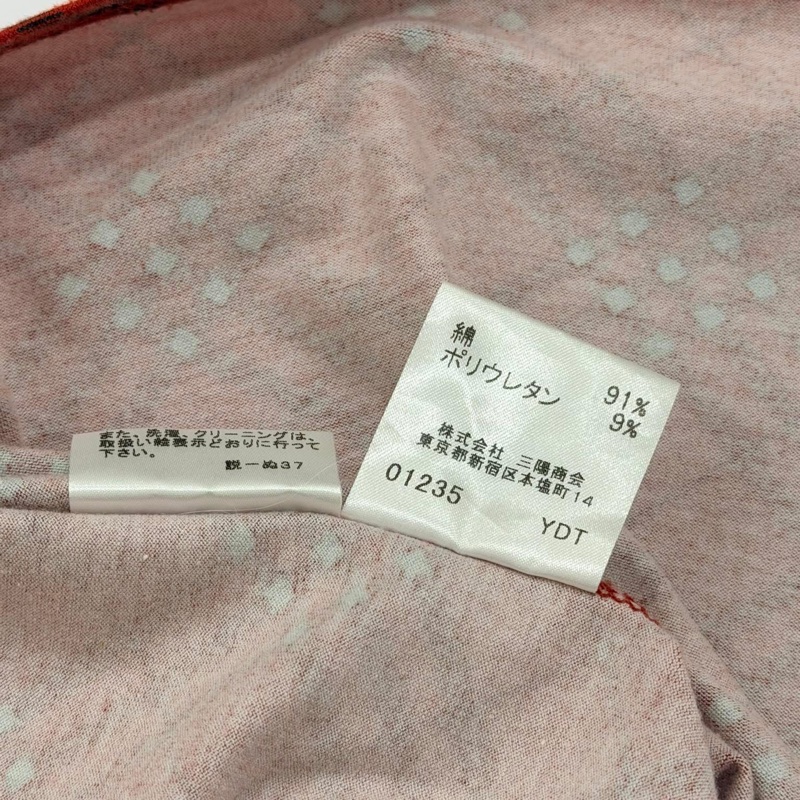 綿 91%
ポリウレタン 9%
株式会社 三陽商会
東京都新宿区本塩町14
01235
YDT
また、洗濯、クリーニングは、
取扱い絵表示どおりに行って
下さい。
説ーぬ37